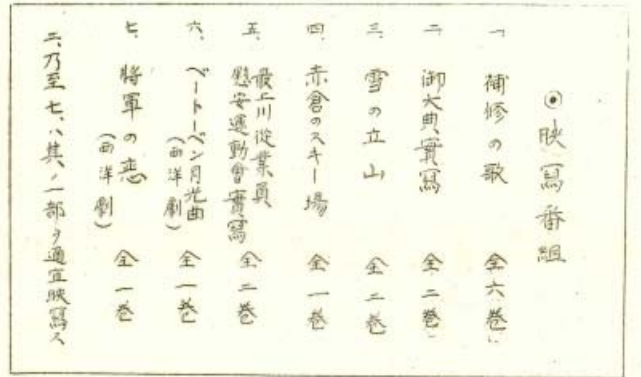 ◉映寫番組
一、補修の歌 全六巻
二、御大典實寫 全二巻
三、雪の立山 全二巻
四、赤倉のスキー場 全一巻
五、最上川從業員慰安運動會實寫 全二巻
六、ベートーベン月光曲（西洋劇） 全一巻
七、將軍の恋（西洋劇） 全一巻
二、乃至七、ハ其ノ一部ヲ適宜映寫ス